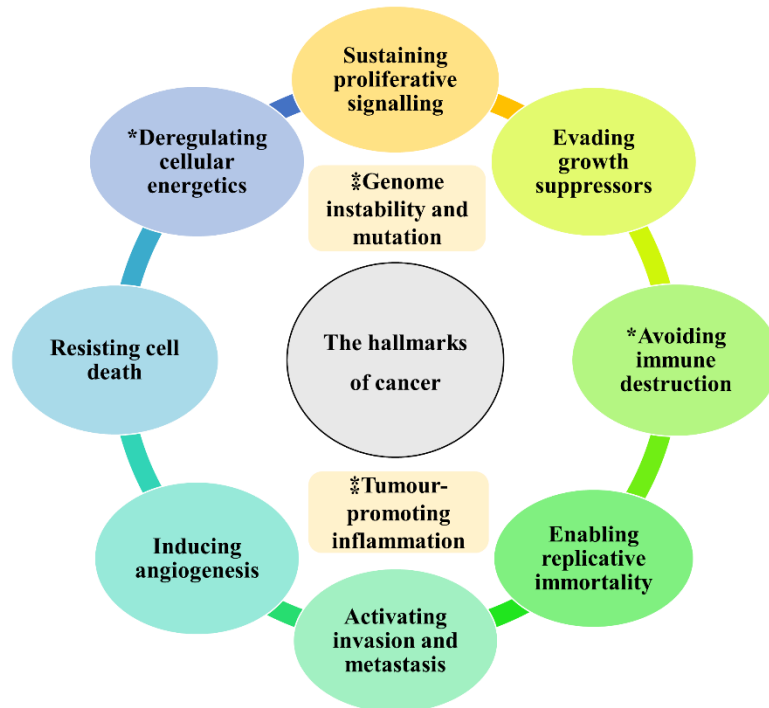 Sustaining
proliferative
signalling
Evading
growth
suppressors
*Avoiding
immune
destruction
Enabling
replicative
immortality
Activating
invasion and
metastasis
Inducing
angiogenesis
Resisting cell
death
*Deregulating
cellular
energetics
⁑Genome
instability and
mutation
The hallmarks
of cancer
⁑Tumour-
promoting
inflammation